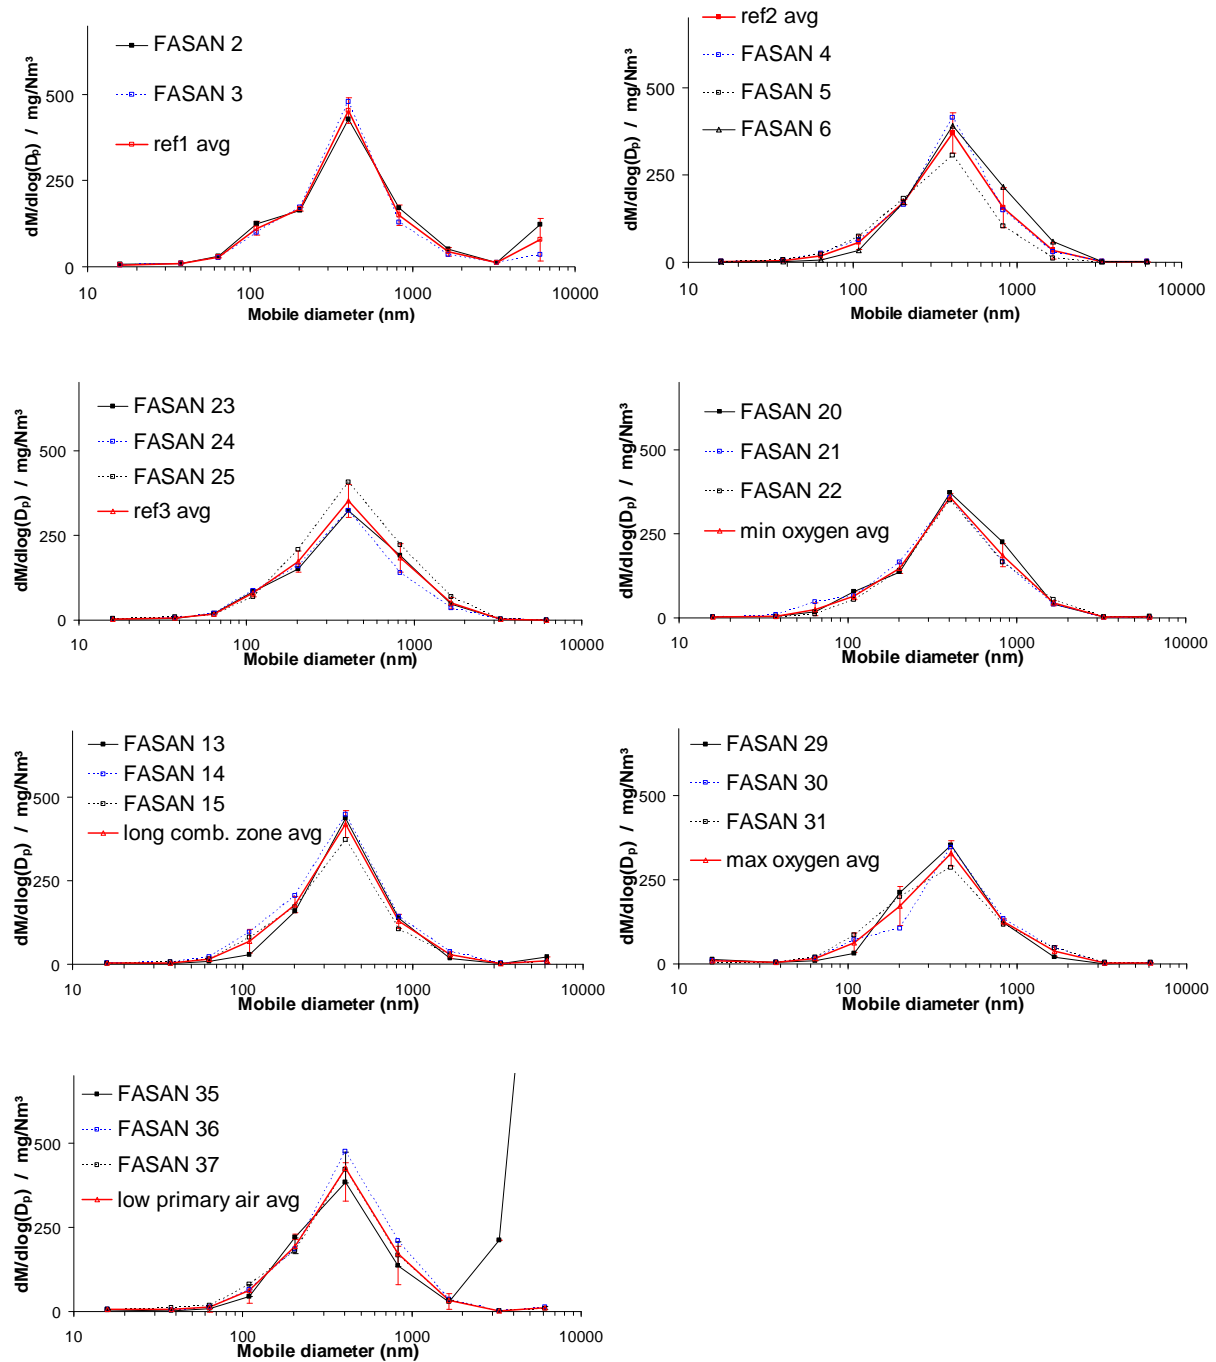 dM/dlog(Dp) / mg/Nm³
FASAN 2
FASAN 3
ref1 avg
500
250
0
10
100
1000
10000
Mobile diameter (nm)
dM/dlog(Dp) / mg/Nm³
ref2 avg
FASAN 4
FASAN 5
FASAN 6
500
250
0
10
100
1000
10000
Mobile diameter (nm)
dM/dlog(Dp) / mg/Nm³
FASAN 23
FASAN 24
FASAN 25
ref3 avg
500
250
0
10
100
1000
10000
Mobile diameter (nm)
dM/dlog(Dp) / mg/Nm³
FASAN 20
FASAN 21
FASAN 22
min oxygen avg
500
250
0
10
100
1000
10000
Mobile diameter (nm)
dM/dlog(Dp) / mg/Nm³
FASAN 13
FASAN 14
FASAN 15
long comb. zone avg
500
250
0
10
100
1000
10000
Mobile diameter (nm)
dM/dlog(Dp) / mg/Nm³
FASAN 29
FASAN 30
FASAN 31
max oxygen avg
500
250
0
10
100
1000
10000
Mobile diameter (nm)
dM/dlog(Dp) / mg/Nm³
FASAN 35
FASAN 36
FASAN 37
low primary air avg
500
250
0
10
100
1000
10000
Mobile diameter (nm)